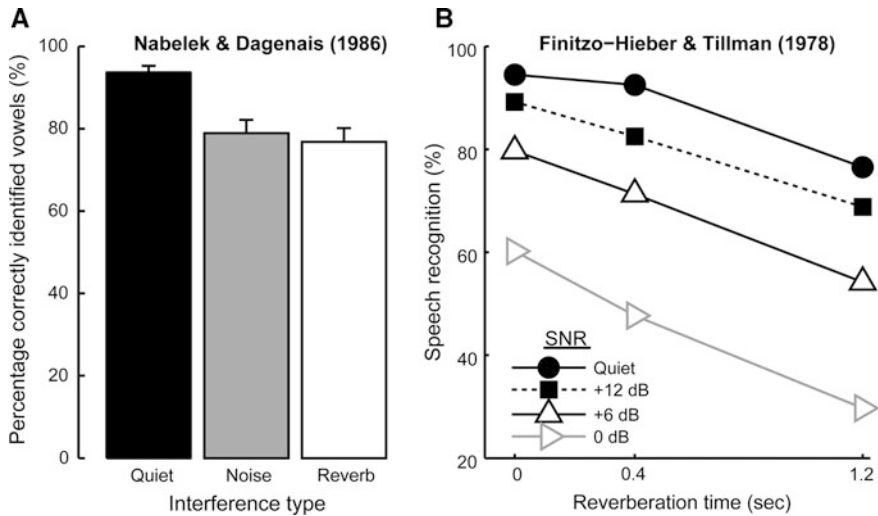 A
Nabelek & Dagenais (1986)
Percentage correctly identified vowels (%)
100
80
60
40
20
0
Quiet Noise Reverb
Interference type
B
Finitzo-Hieber & Tillman (1978)
Speech recognition (%)
100
80
60
40
20
SNR
Quiet
+12 dB
+6 dB
0 dB
0 0.4 1.2
Reverberation time (sec)